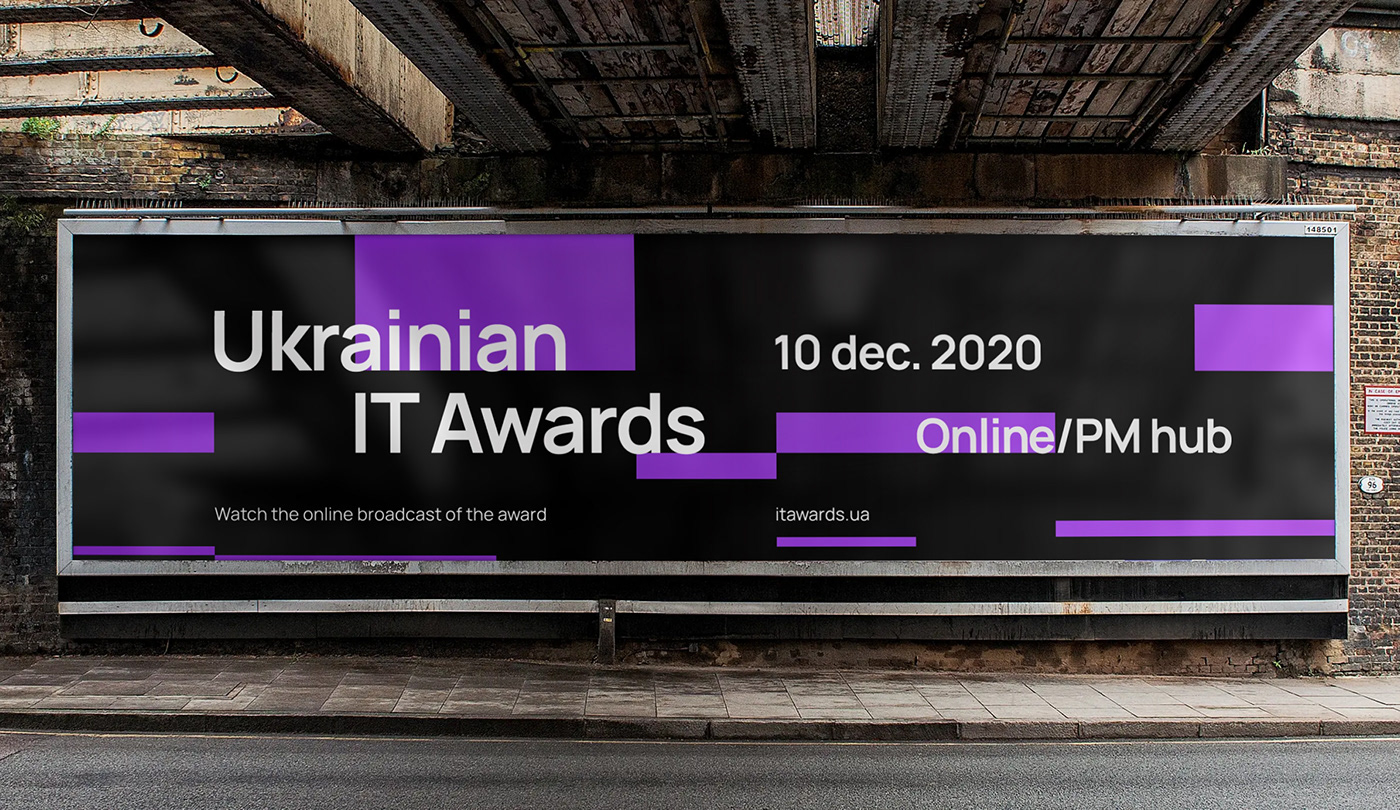 148501
Ukrainian
IT Awards
10 dec. 2020
Online/PM hub
Watch the online broadcast of the award
itawards.ua
96